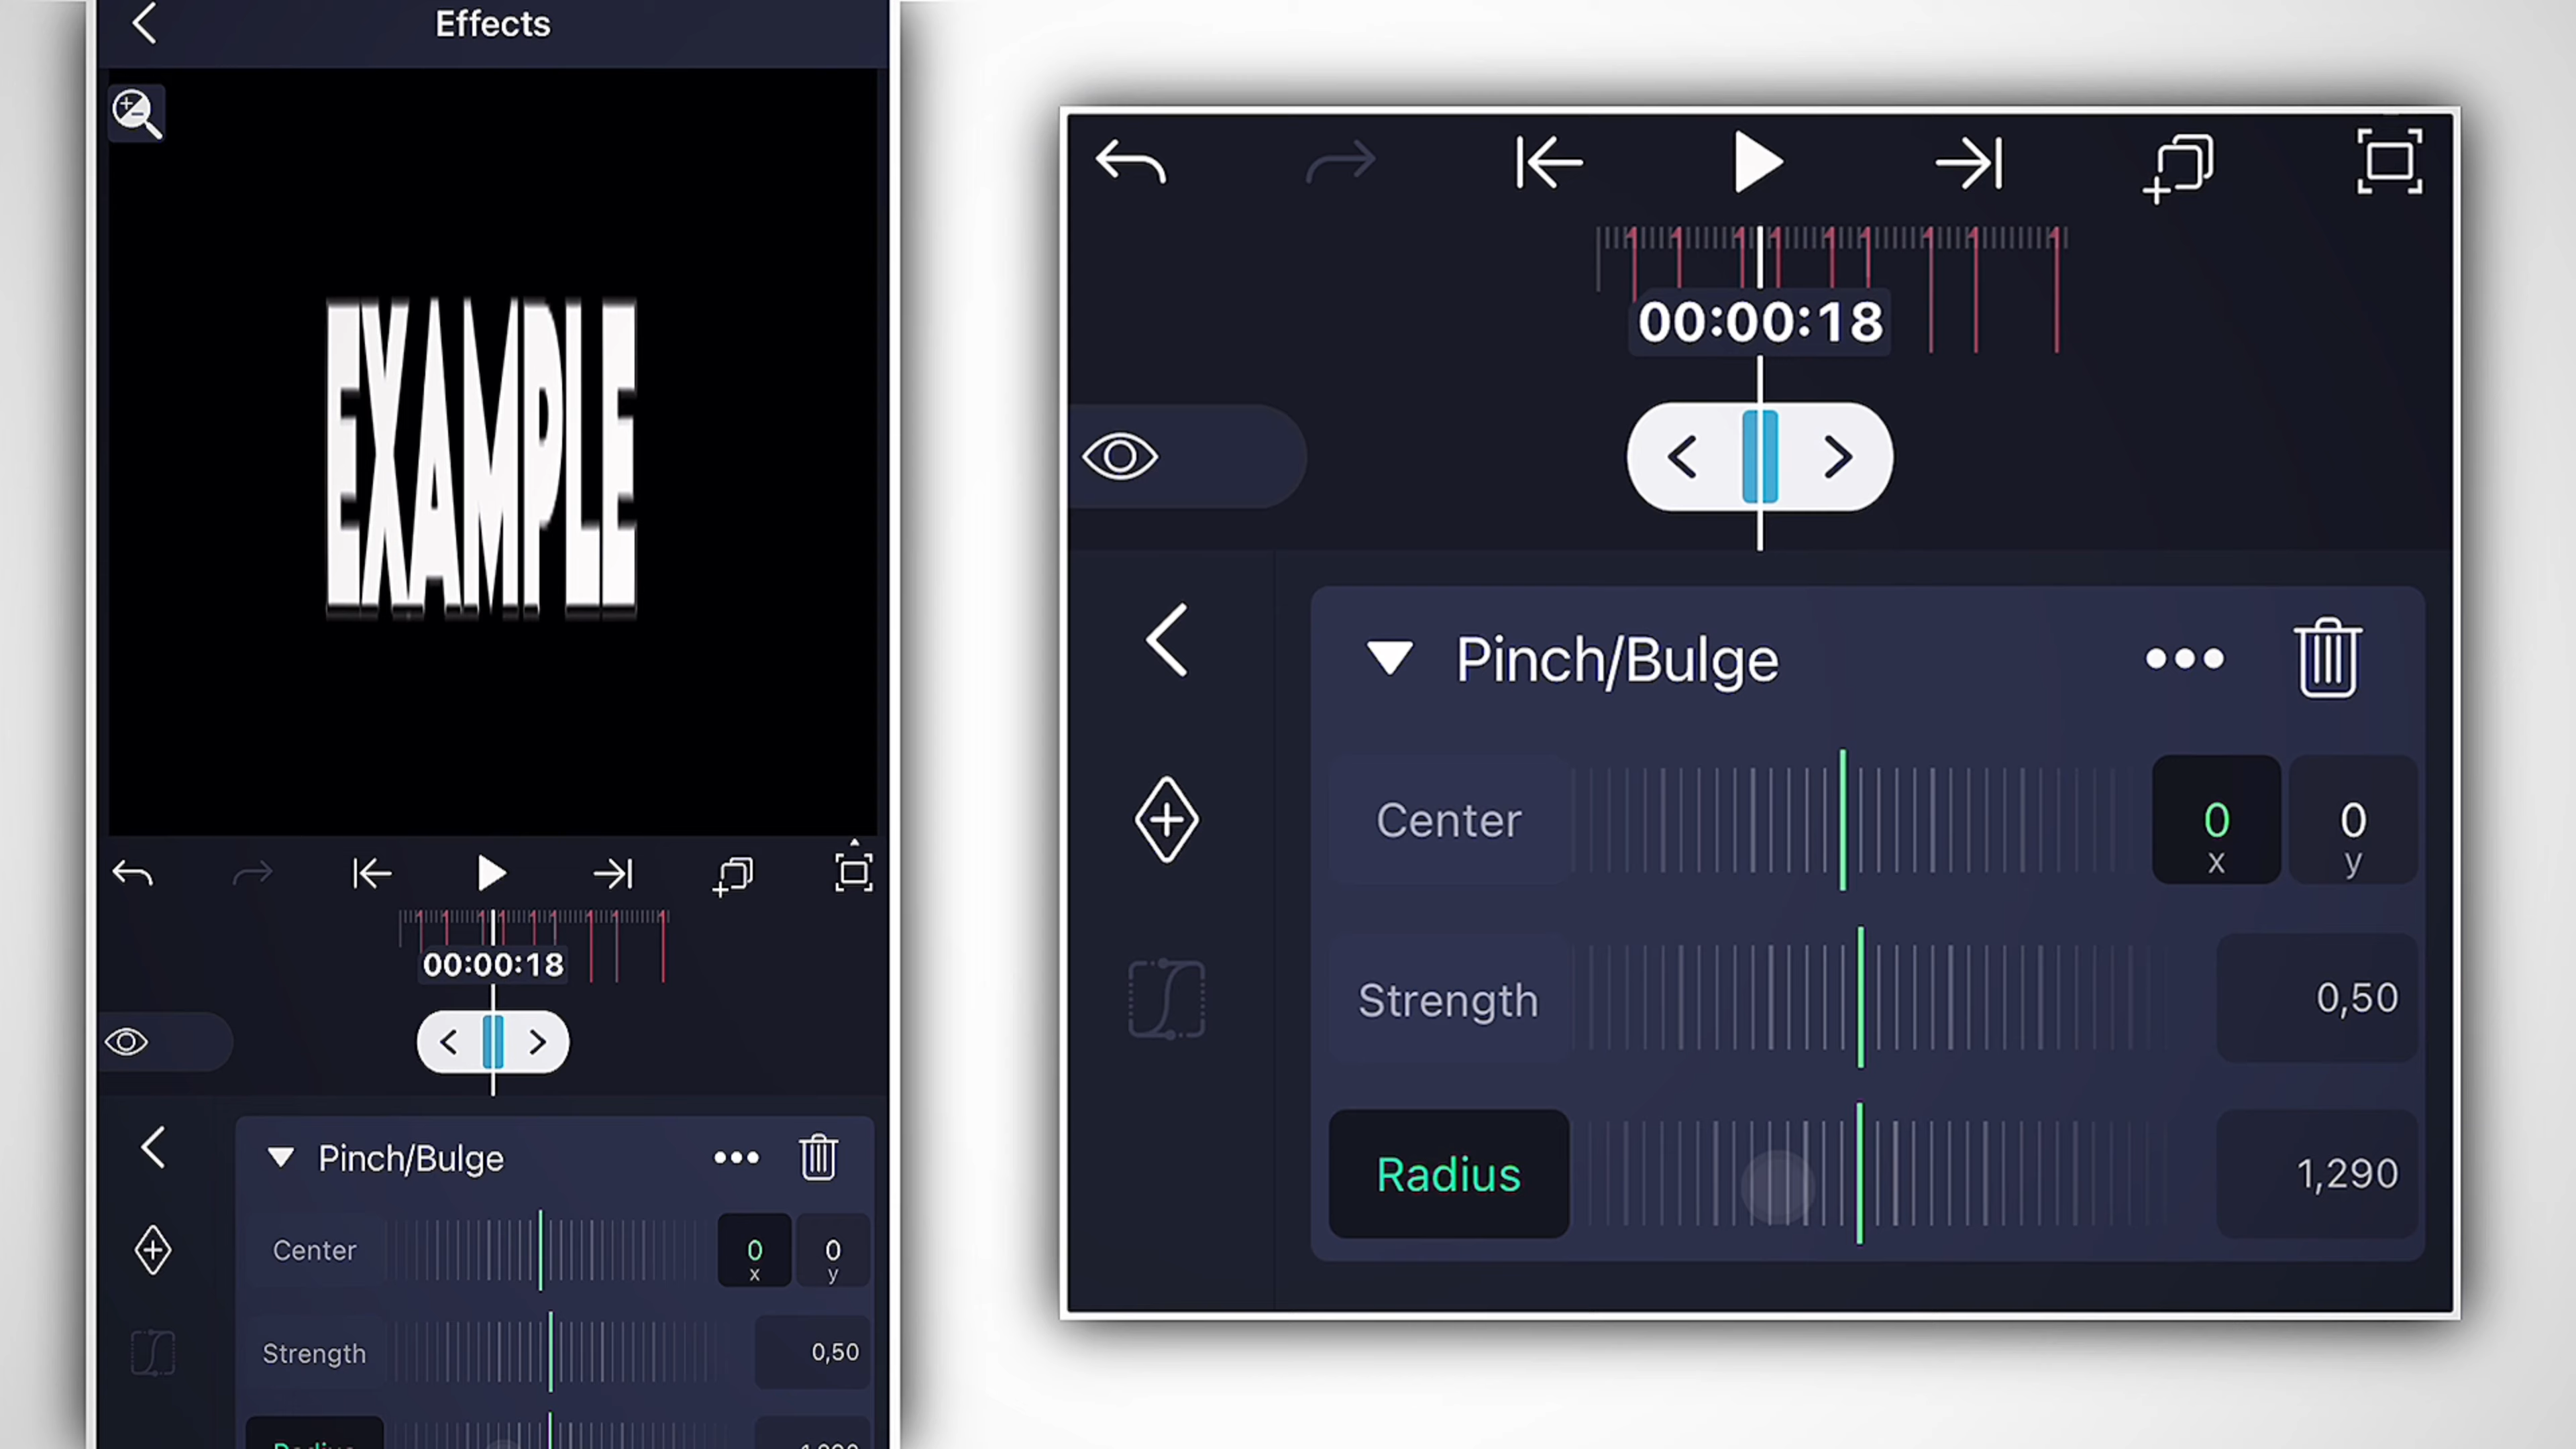 Effects
EXAMPLE
00:00:18
Pinch/Bulge
Center 0 x 0 y
Strength 0,50
Radius
00:00:18
Pinch/Bulge
Center 0 x 0 y
Strength 0,50
Radius 1,290